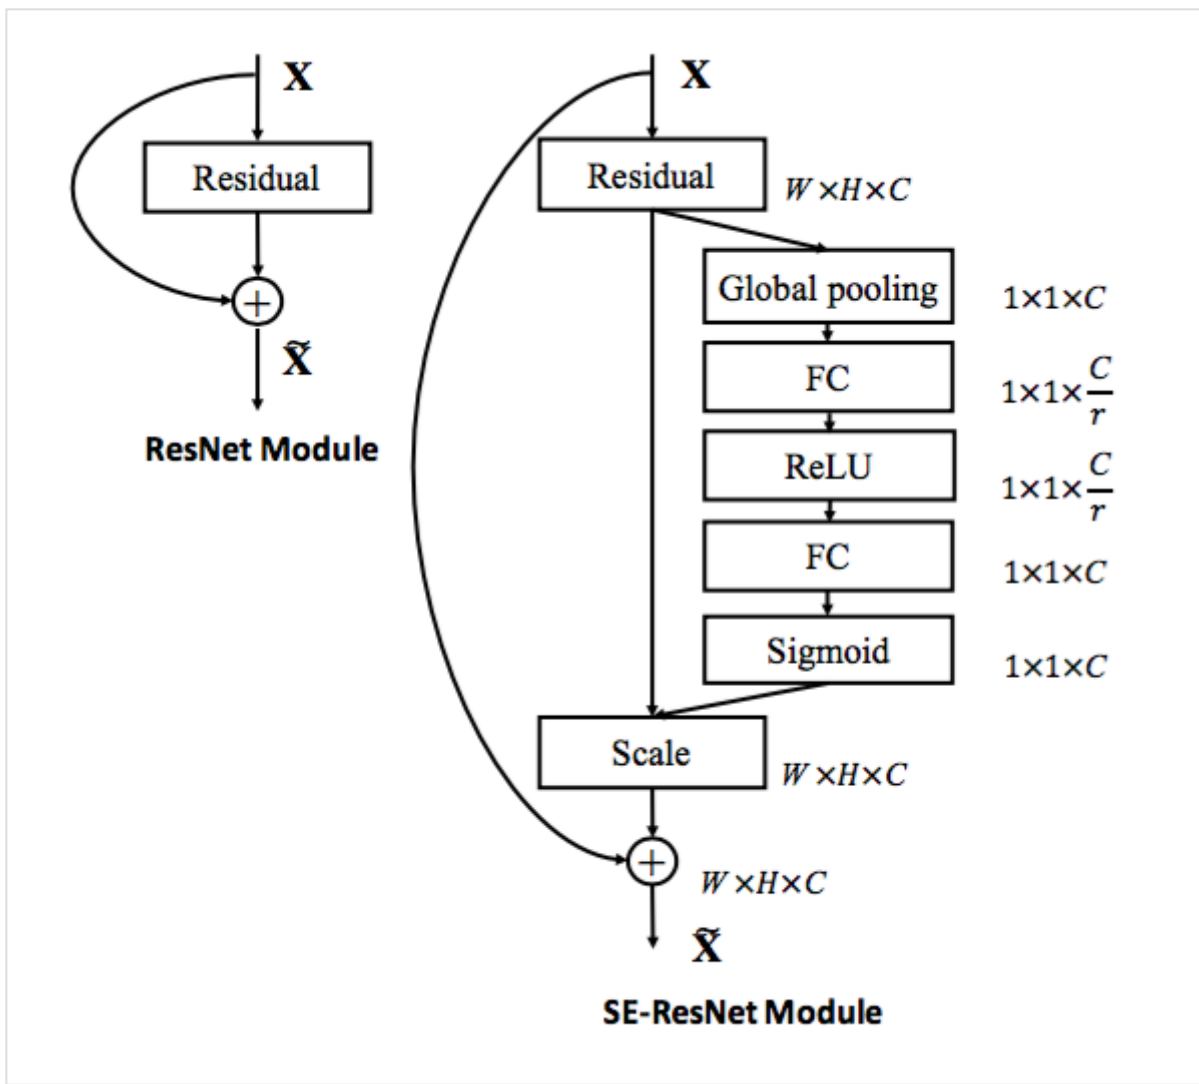 X
Residual
+
X̃
ResNet Module
X
Residual
W×H×C
Global pooling
1×1×C
FC
1×1×C/r
ReLU
1×1×C/r
FC
1×1×C
Sigmoid
1×1×C
Scale
W×H×C
+
W×H×C
X̃
SE-ResNet Module